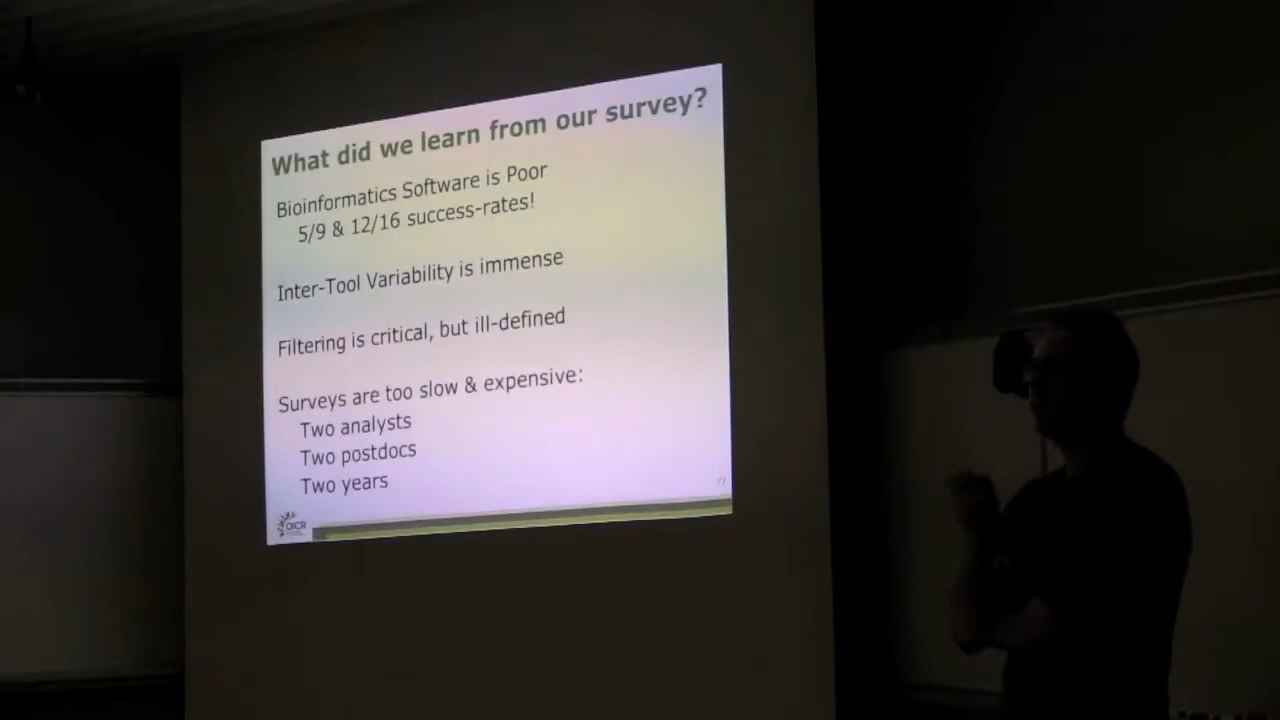 What did we learn from our survey?
Bioinformatics Software is Poor
5/9 & 12/16 success-rates!
Inter-Tool Variability is immense
Filtering is critical, but ill-defined
Surveys are too slow & expensive:
Two analysts
Two postdocs
Two years
OICR